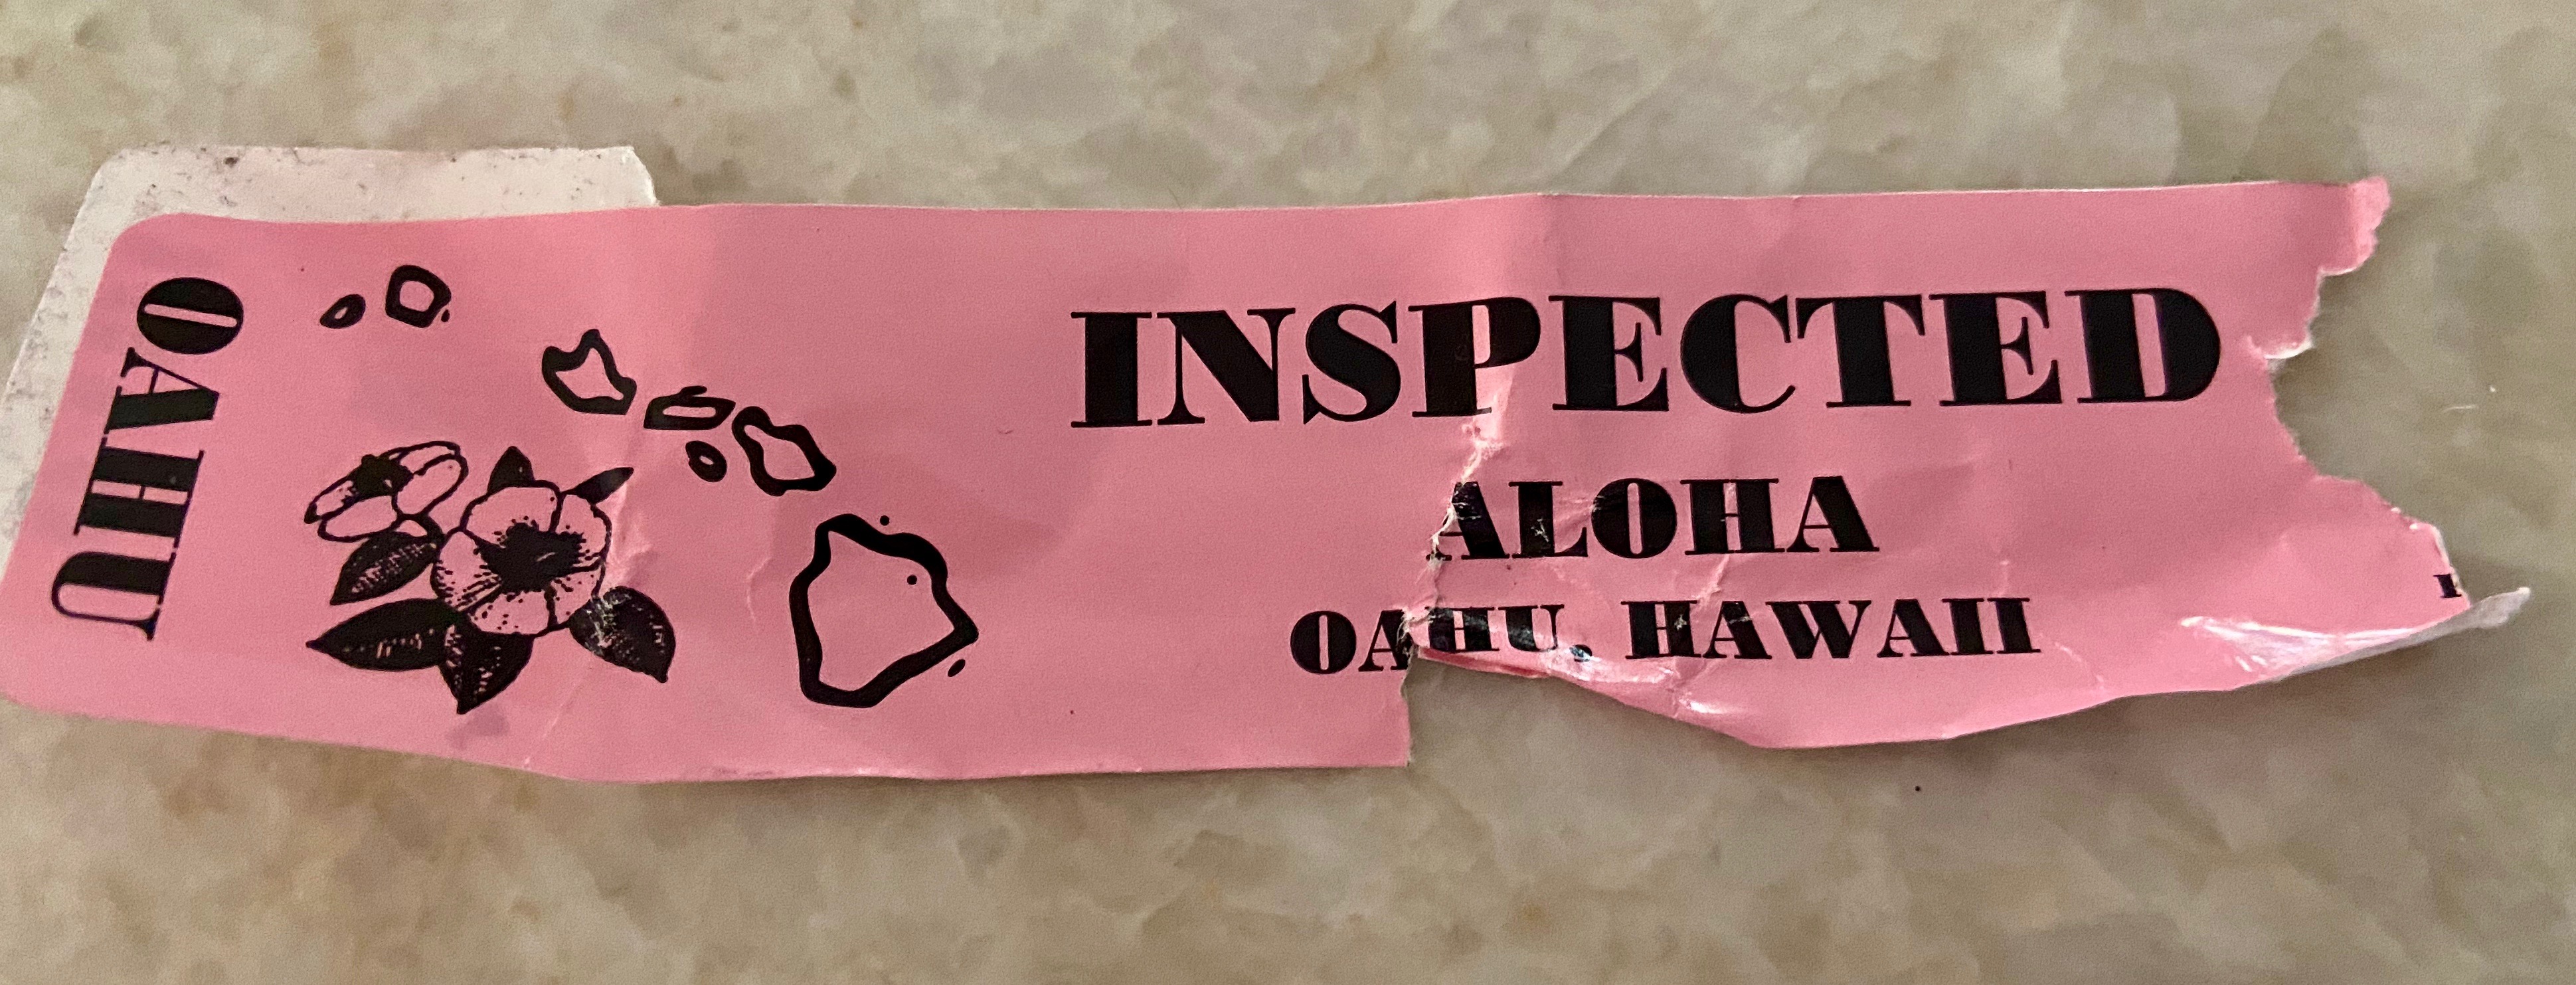 OAHU
INSPECTED
ALOHA
OAHU, HAWAII